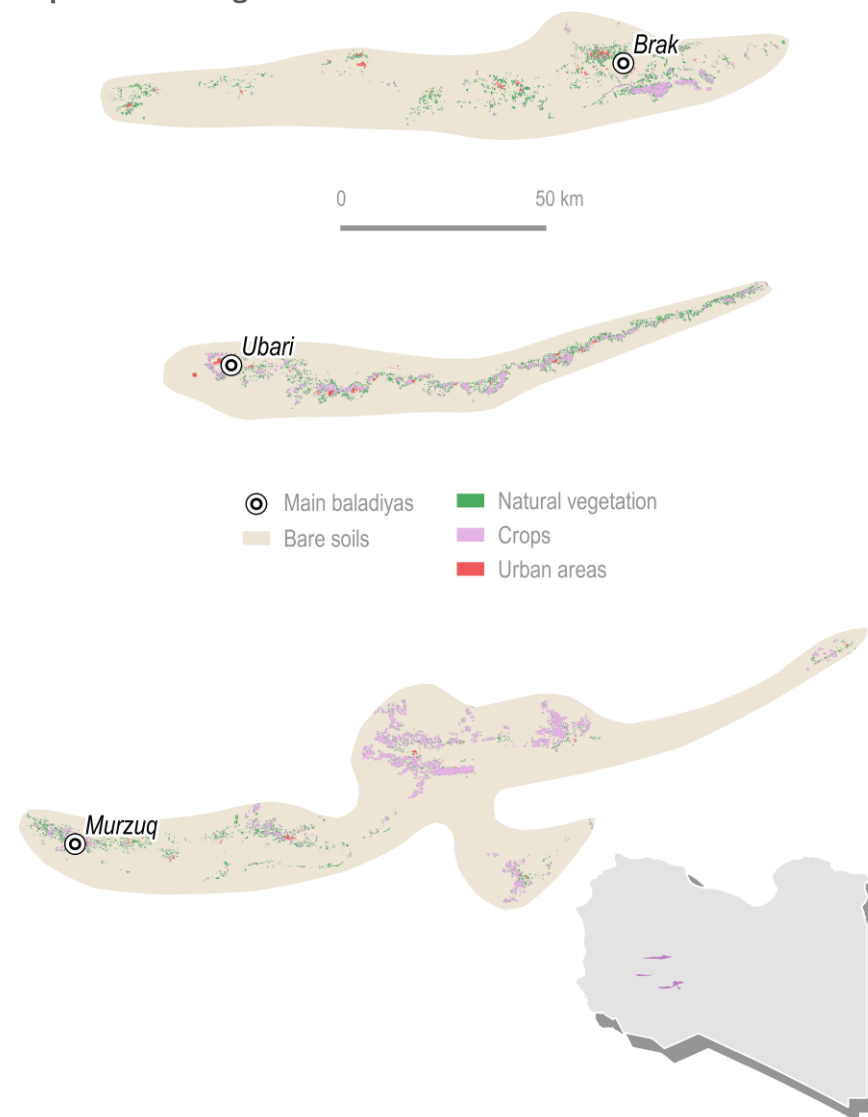 Brak
0 50 km
Ubari
Main baladiyas
Natural vegetation
Bare soils
Crops
Urban areas
Murzuq